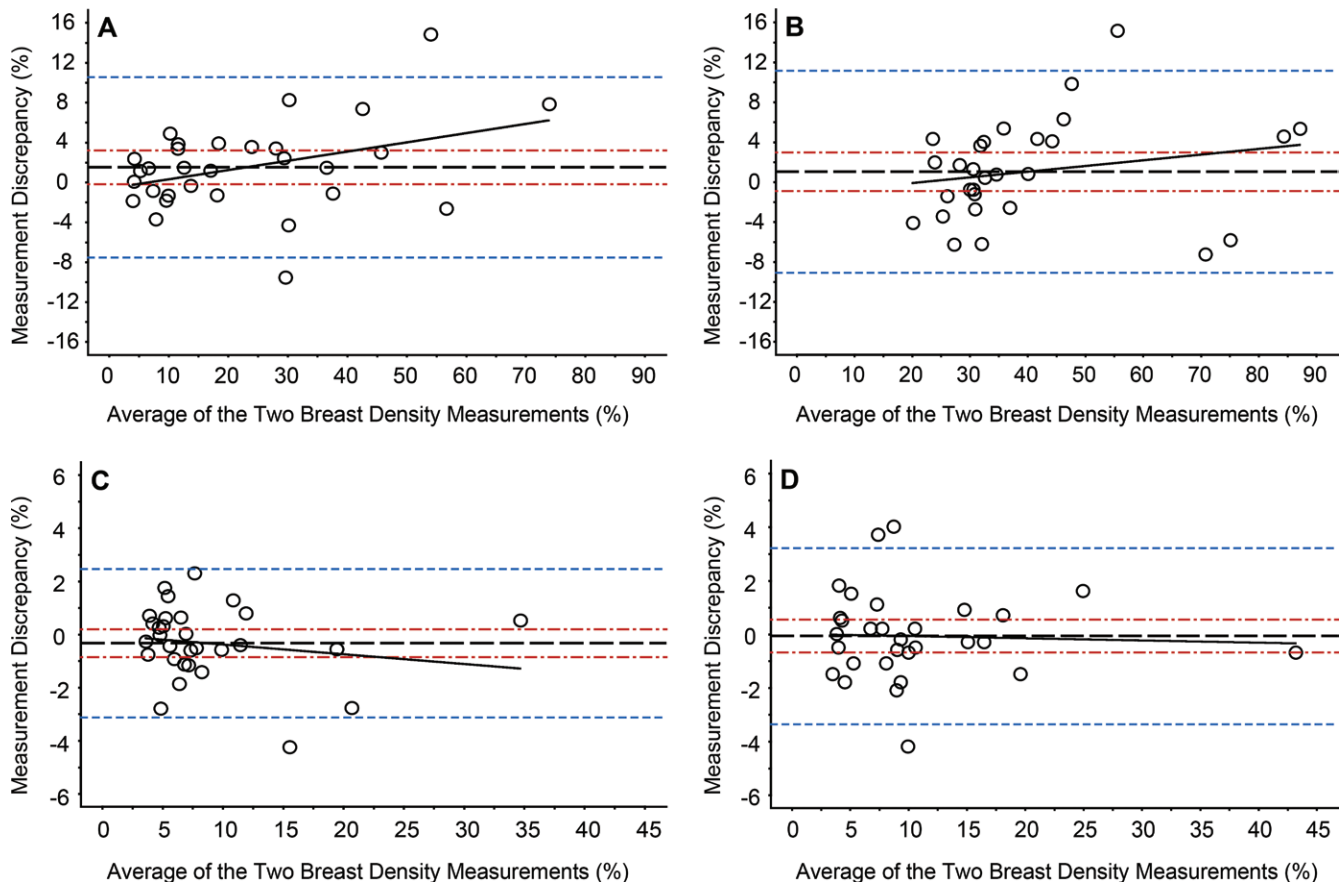 A
Measurement Discrepancy (%)
16
12
8
4
0
-4
-8
-12
-16
0 10 20 30 40 50 60 70 80 90
Average of the Two Breast Density Measurements (%)
B
Measurement Discrepancy (%)
16
12
8
4
0
-4
-8
-12
-16
0 10 20 30 40 50 60 70 80 90
Average of the Two Breast Density Measurements (%)
C
Measurement Discrepancy (%)
6
4
2
0
-2
-4
-6
0 5 10 15 20 25 30 35 40 45
Average of the Two Breast Density Measurements (%)
D
Measurement Discrepancy (%)
6
4
2
0
-2
-4
-6
0 5 10 15 20 25 30 35 40 45
Average of the Two Breast Density Measurements (%)